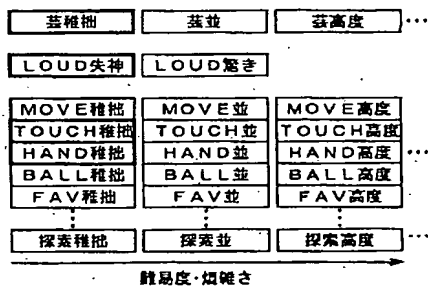 芸稚拙 芸並 芸高度 ・・・
LOUD失神 LOUD驚き
MOVE稚拙 MOVE並 MOVE高度
TOUCH稚拙 TOUCH並 TOUCH高度
HAND稚拙 HAND並 HAND高度 ・・・
BALL稚拙 BALL並 BALL高度
FAV稚拙 FAV並 FAV高度
探索稚拙 探索並 探索高度 ・・・
難易度・煩雑さ